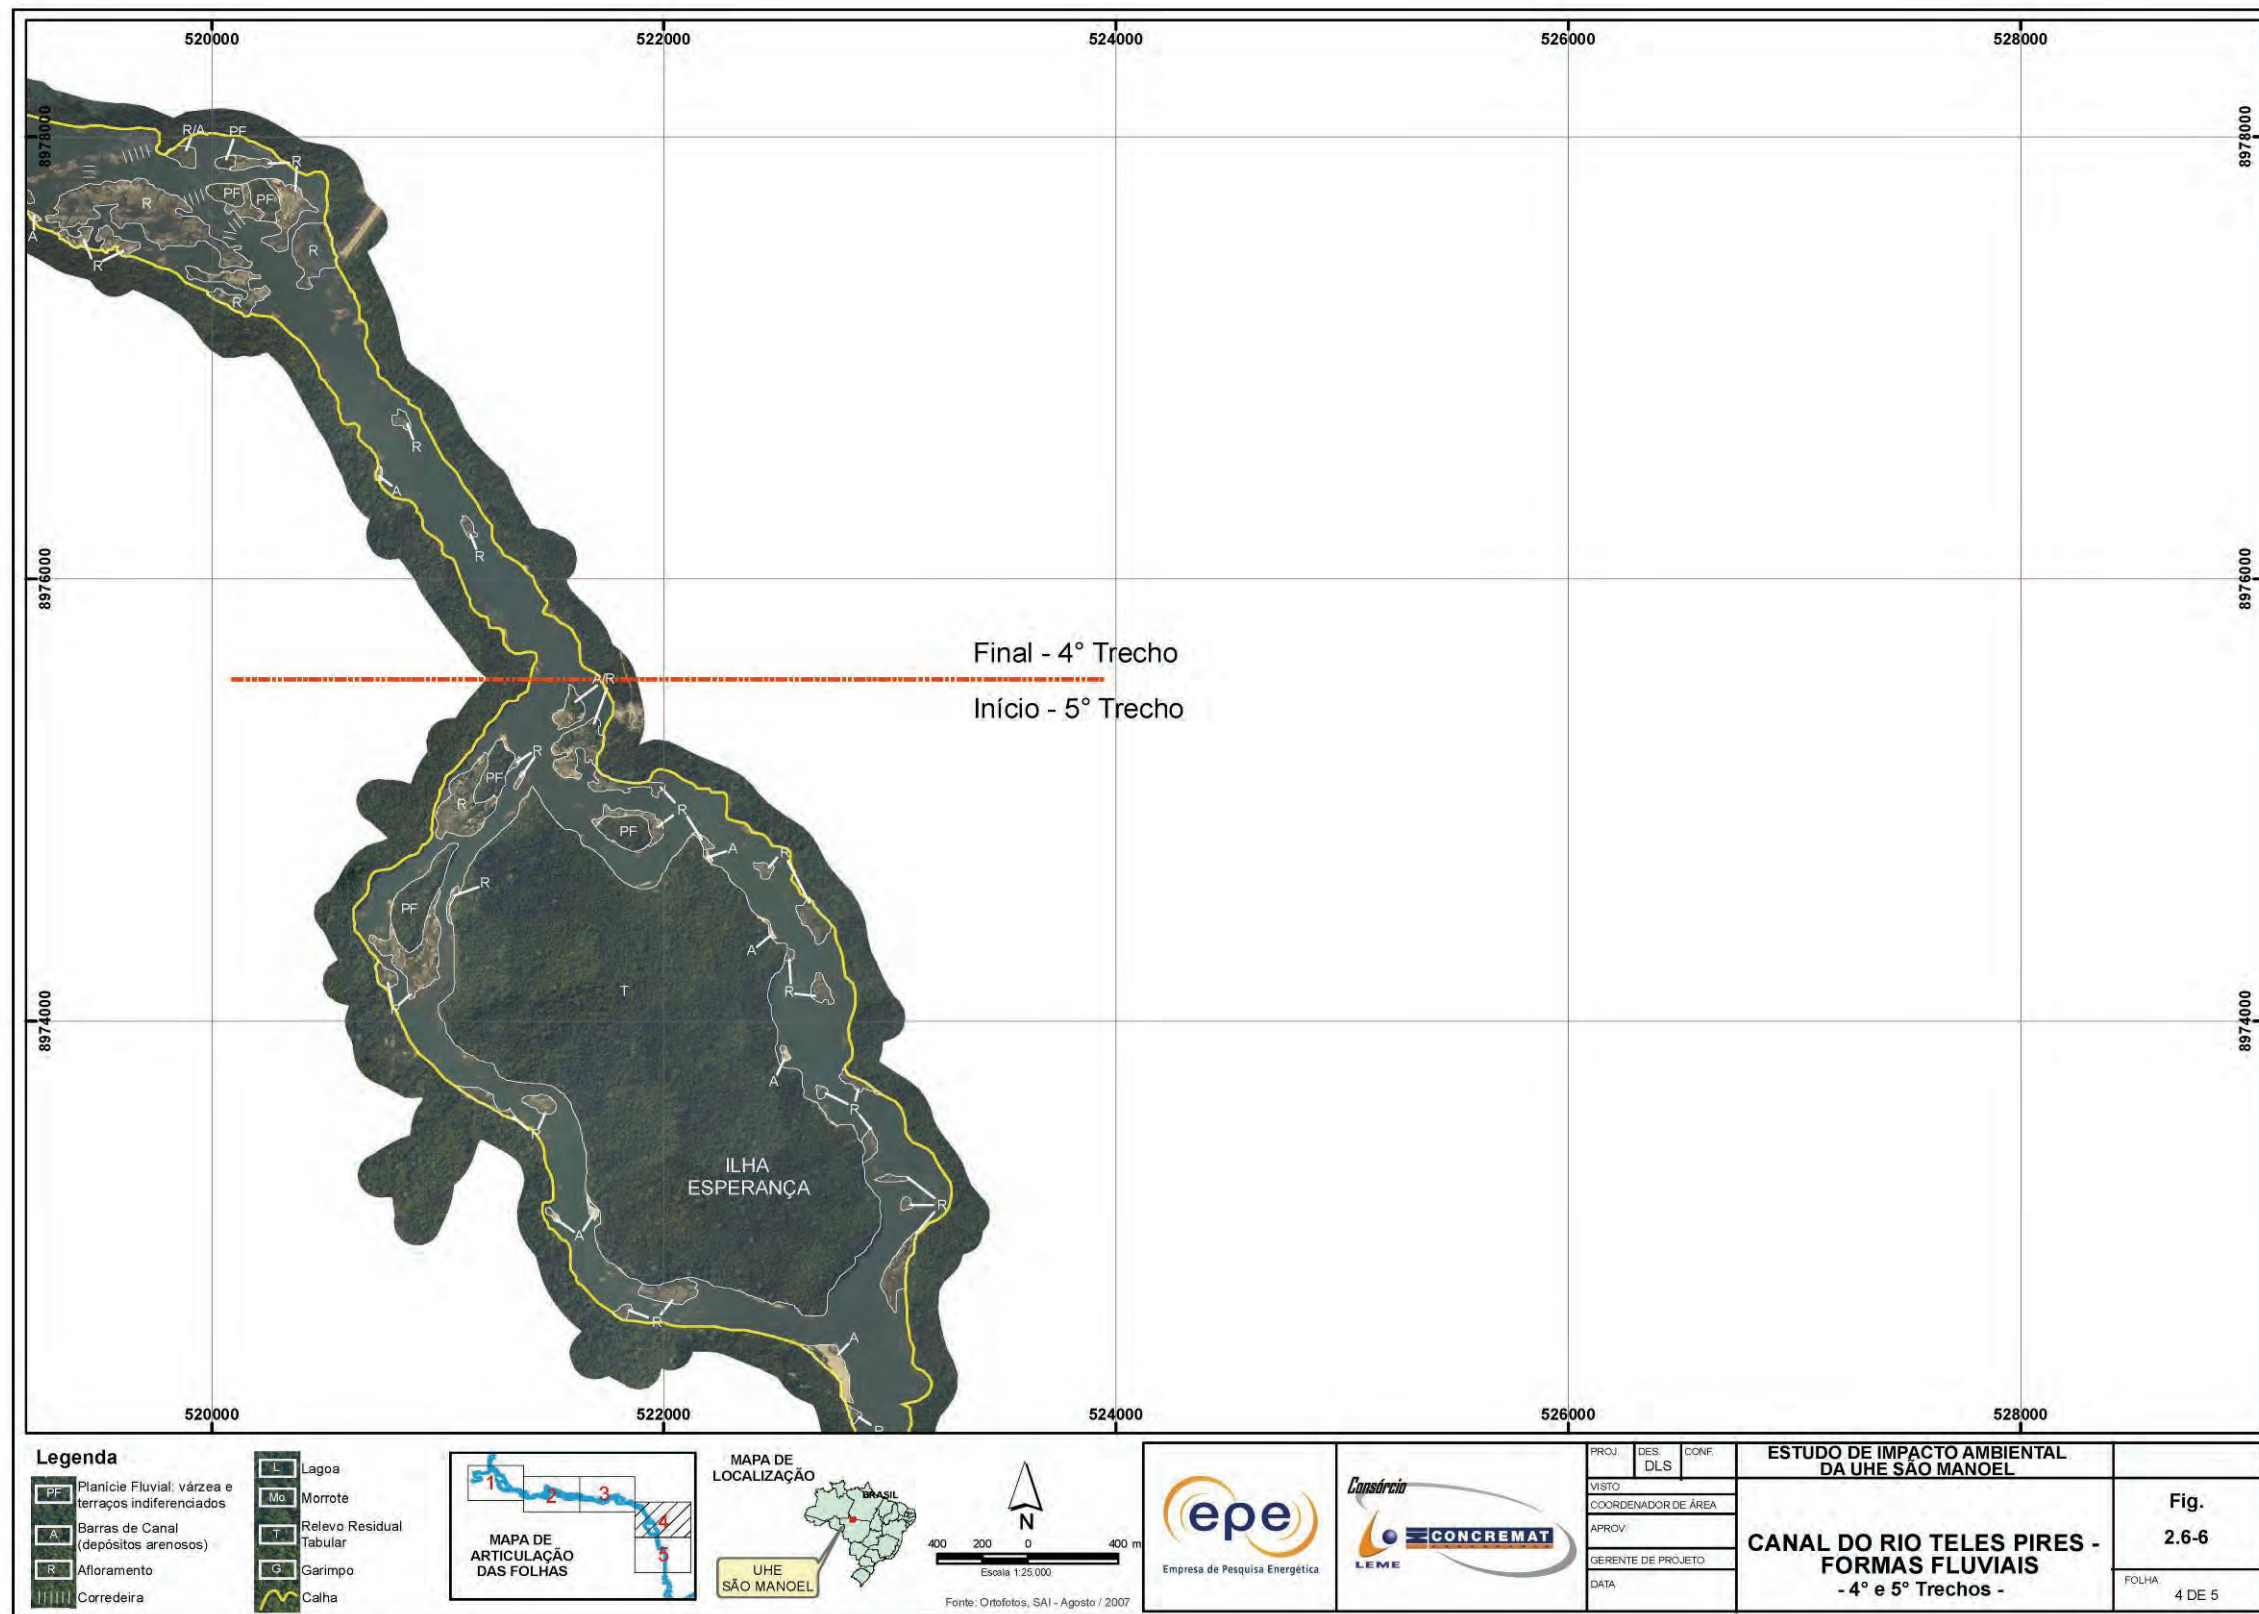 520000
522000
524000
526000
528000
8978000
8978000
R/A
PF
R
PF
PF
R
A
R
R
R
R
A
R
8976000
8976000
Final - 4° Trecho
A/R
Início - 5° Trecho
R
PF
R
R
PF
A
R
R
PF
A
R
T
R
8974000
8974000
A
R
R
ILHA
ESPERANÇA
R
A
R
A
R
520000
522000
524000
526000
528000
Legenda
PF Planície Fluvial: várzea e
terraços indiferenciados
A Barras de Canal
(depósitos arenosos)
R Afloramento
Corredeira
L Lagoa
Mo Morrote
T Relevo Residual
Tabular
G Garimpo
Calha
1
2
3
4
5
MAPA DE
ARTICULAÇÃO
DAS FOLHAS
MAPA DE
LOCALIZAÇÃO
BRASIL
UHE
SÃO MANOEL
N
400 200 0 400 m
Escala 1:25.000
Fonte: Ortofotos, SAI - Agosto / 2007
epe
Empresa de Pesquisa Energética
Consórcio
LEME
CONCREMAT
PROJ. DES. CONF.
DLS
VISTO
COORDENADOR DE ÁREA
APROV.
GERENTE DE PROJETO
DATA
ESTUDO DE IMPACTO AMBIENTAL
DA UHE SÃO MANOEL
CANAL DO RIO TELES PIRES -
FORMAS FLUVIAIS
- 4° e 5° Trechos -
Fig.
2.6-6
FOLHA
4 DE 5